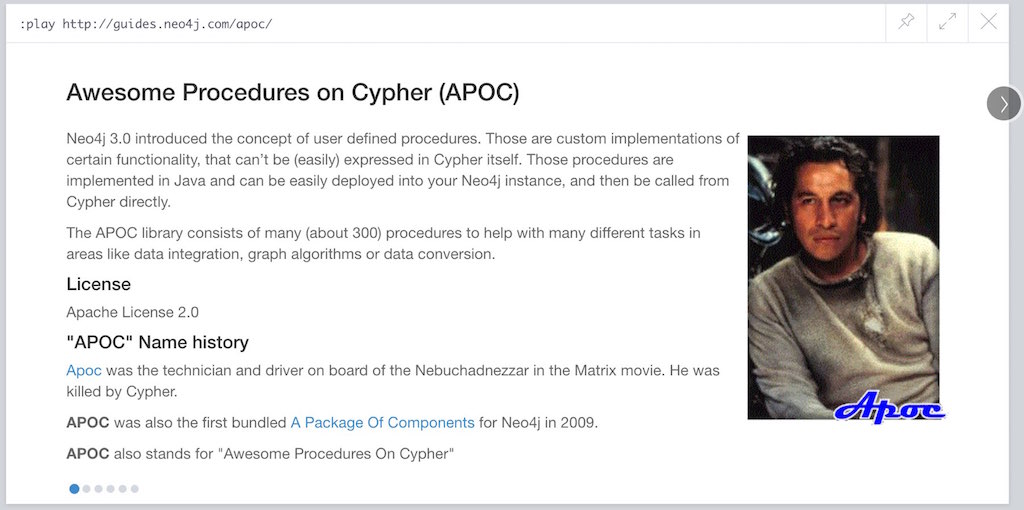 :play http://guides.neo4j.com/apoc/
Awesome Procedures on Cypher (APOC)
Neo4j 3.0 introduced the concept of user defined procedures. Those are custom implementations of
certain functionality, that can’t be (easily) expressed in Cypher itself. Those procedures are
implemented in Java and can be easily deployed into your Neo4j instance, and then be called from
Cypher directly.
The APOC library consists of many (about 300) procedures to help with many different tasks in
areas like data integration, graph algorithms or data conversion.
License
Apache License 2.0
"APOC" Name history
Apoc was the technician and driver on board of the Nebuchadnezzar in the Matrix movie. He was
killed by Cypher.
APOC was also the first bundled A Package Of Components for Neo4j in 2009.
APOC also stands for "Awesome Procedures On Cypher"
Apoc